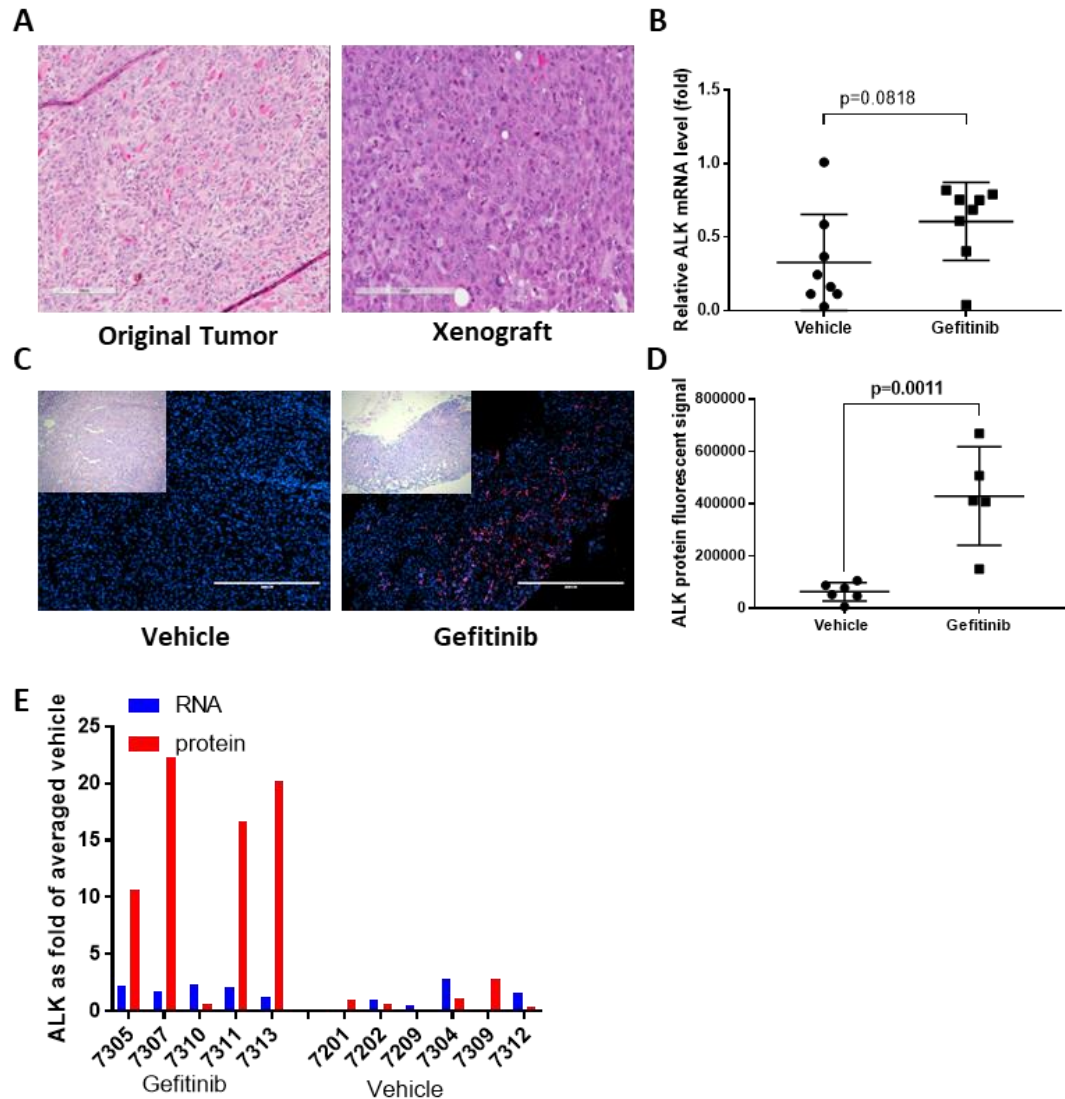 A
Original Tumor
Xenograft
B
Relative ALK mRNA level (fold)
1.5
1.0
0.5
0.0
p=0.0818
Vehicle
Gefitinib
C
Vehicle
Gefitinib
D
ALK protein fluorescent signal
800000
600000
400000
200000
0
p=0.0011
Vehicle
Gefitinib
E
RNA
protein
ALK as fold of averaged vehicle
25
20
15
10
5
0
7305
7307
7310
7311
7313
7201
7202
7209
7304
7309
7312
Gefitinib
Vehicle